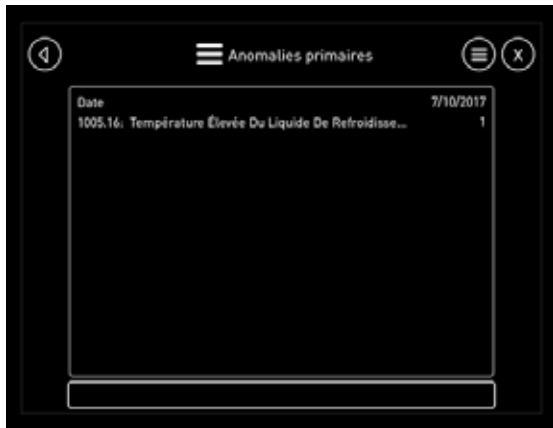 Anomalies primaires
X
Date 7/10/2017
1005.16: Température Élevée Du Liquide De Refroidisse... 1